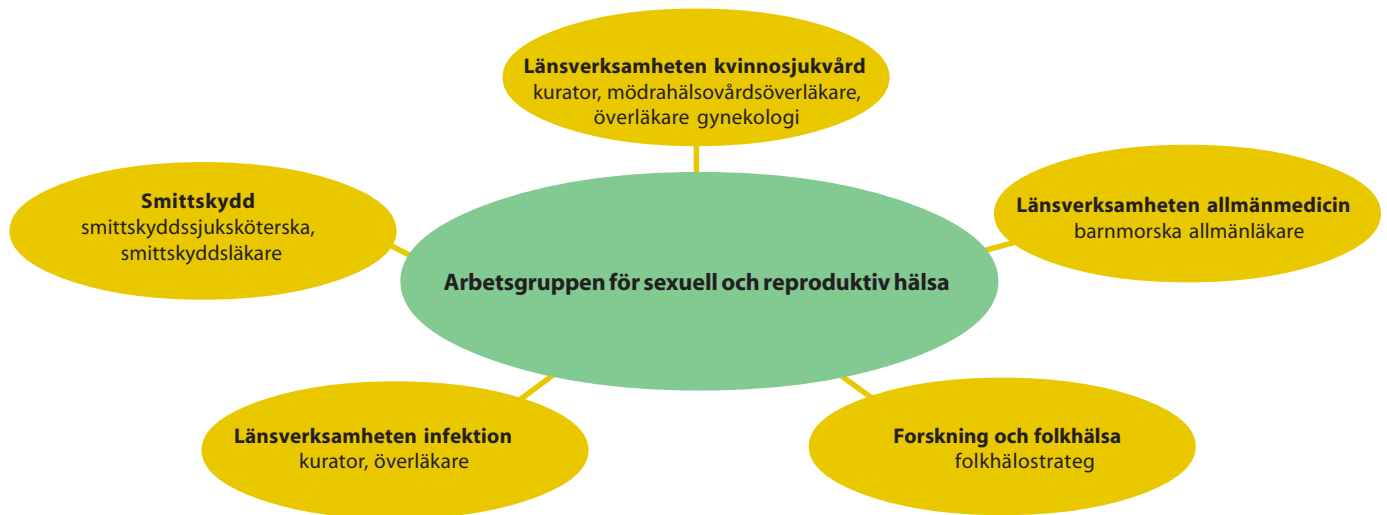 Länsverksamheten kvinnosjukvård
kurator, mödrahälsovårdsöverläkare,
överläkare gynekologi
Smittskydd
smittskyddssjuksköterska,
smittskyddsläkare
Länsverksamheten allmänmedicin
barnmorska allmänläkare
Arbetsgruppen för sexuell och reproduktiv hälsa
Länsverksamheten infektion
kurator, överläkare
Forskning och folkhälsa
folkhälostrateg